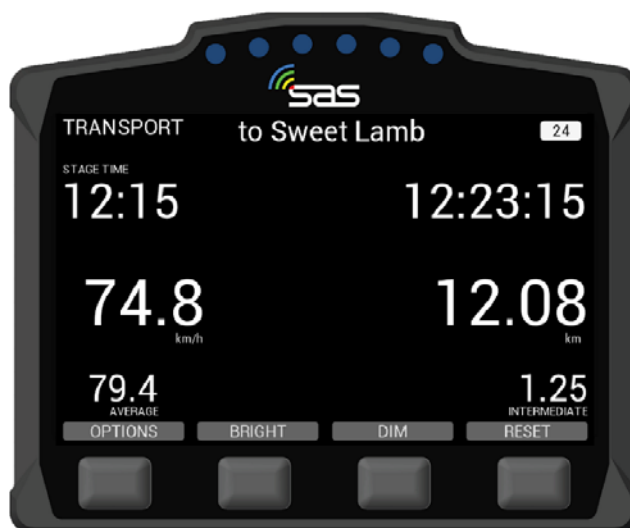 sas
TRANSPORT to Sweet Lamb 24
STAGE TIME
12:15 12:23:15
74.8 12.08
km/h km
79.4 1.25
AVERAGE INTERMEDIATE
OPTIONS BRIGHT DIM RESET